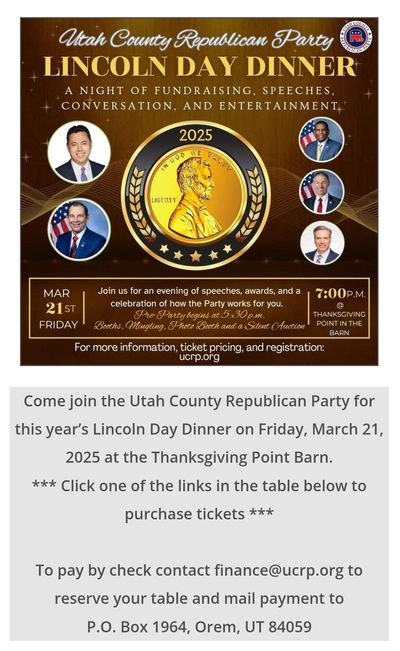 Utah County Republican Party
LINCOLN DAY DINNER
A NIGHT OF FUNDRAISING, SPEECHES,
CONVERSATION, AND ENTERTAINMENT
2025
IN GOD WE TRUST
LIBERTY
MAR
21ST
FRIDAY
Join us for an evening of speeches, awards, and a
celebration of how the Party works for you.
Pre-Party begins at 5:30 p.m.
Booths, Mingling, Photo Booth and a Silent Auction
7:00P.M.
@
THANKSGIVING
POINT IN THE
BARN
For more information, ticket pricing, and registration:
ucrp.org
Come join the Utah County Republican Party for
this year’s Lincoln Day Dinner on Friday, March 21,
2025 at the Thanksgiving Point Barn.
*** Click one of the links in the table below to
purchase tickets ***
To pay by check contact finance@ucrp.org to
reserve your table and mail payment to
P.O. Box 1964, Orem, UT 84059